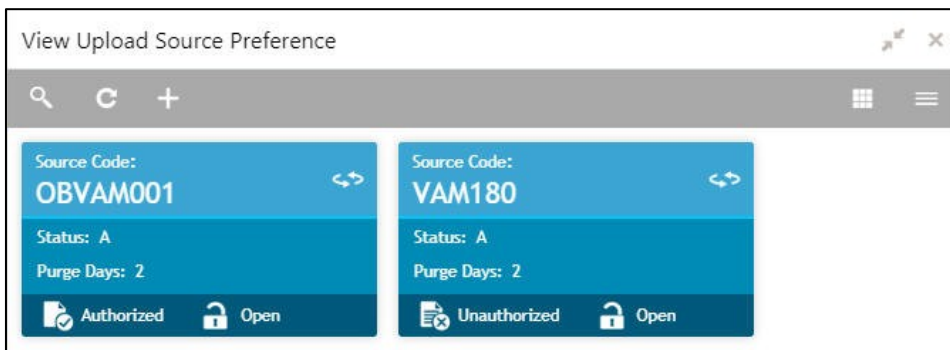 View Upload Source Preference
Source Code:
OBVAM001
Status: A
Purge Days: 2
Authorized Open
Source Code:
VAM180
Status: A
Purge Days: 2
Unauthorized Open